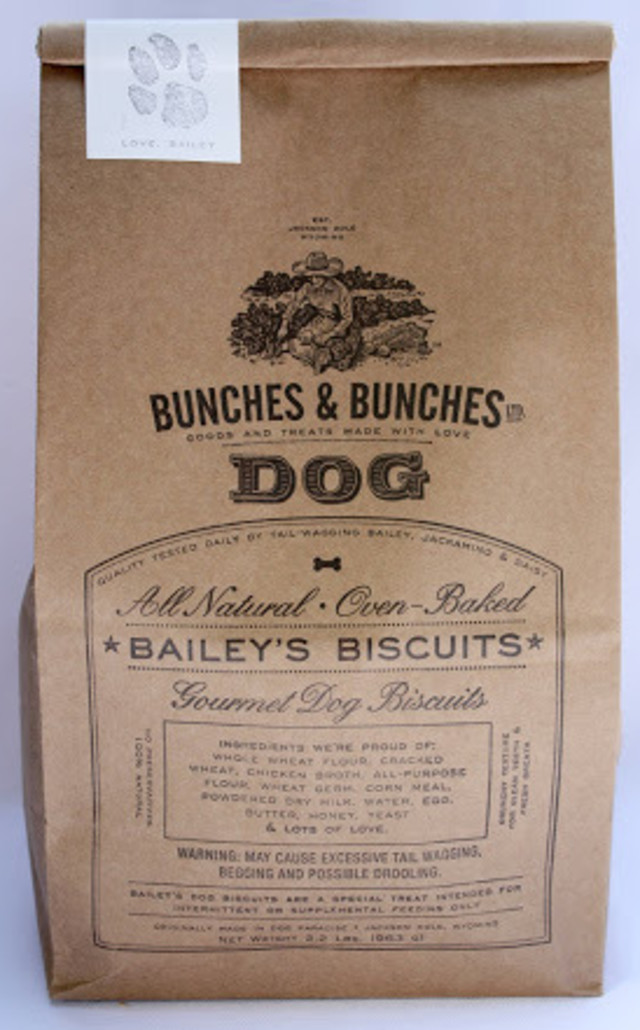 LOVE, BAILEY
EST.
JACKSON HOLE
WYOMING
BUNCHES & BUNCHES LTD.
GOODS AND TREATS MADE WITH LOVE
DOG
QUALITY TESTED DAILY BY TAIL-WAGGING BAILEY, JACKAMINO & DAISY
All Natural · Oven-Baked
★BAILEY'S BISCUITS★
Gourmet Dog Biscuits
100% NATURAL
NO PRESERVATIVES
INGREDIENTS WE'RE PROUD OF:
WHOLE WHEAT FLOUR, CRACKED
WHEAT, CHICKEN BROTH, ALL-PURPOSE
FLOUR, WHEAT GERM, CORN MEAL,
POWDERED DRY MILK, WATER, EGG,
BUTTER, HONEY, YEAST
& LOTS OF LOVE.
CRUNCHY TEXTURE
FOR CLEAN TEETH &
FRESH BREATH
WARNING: MAY CAUSE EXCESSIVE TAIL WAGGING,
BEGGING AND POSSIBLE DROOLING.
BAILEY'S DOG BISCUITS ARE A SPECIAL TREAT INTENDED FOR
INTERMITTENT OR SUPPLEMENTAL FEEDING ONLY
ORIGINALLY MADE IN DOG PARADISE * JACKSON HOLE, WYOMING
NET WEIGHT 2.2 Lbs. (963 g)